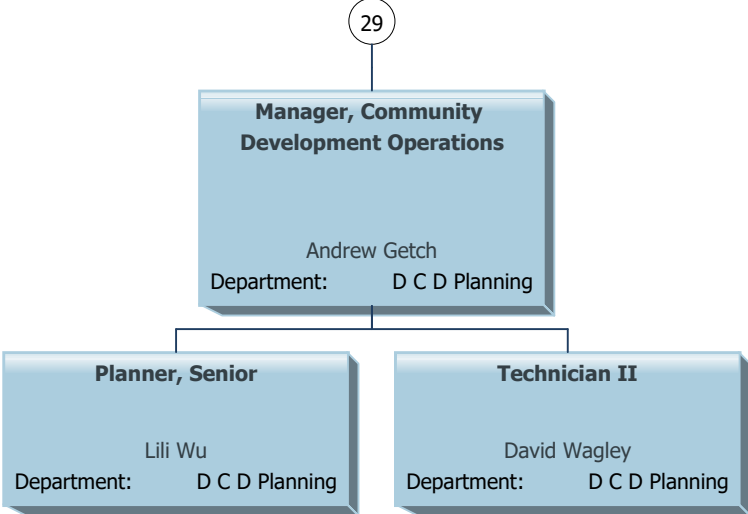 29
Manager, Community
Development Operations
Andrew Getch
Department: D C D Planning
Planner, Senior
Lili Wu
Department: D C D Planning
Technician II
David Wagley
Department: D C D Planning